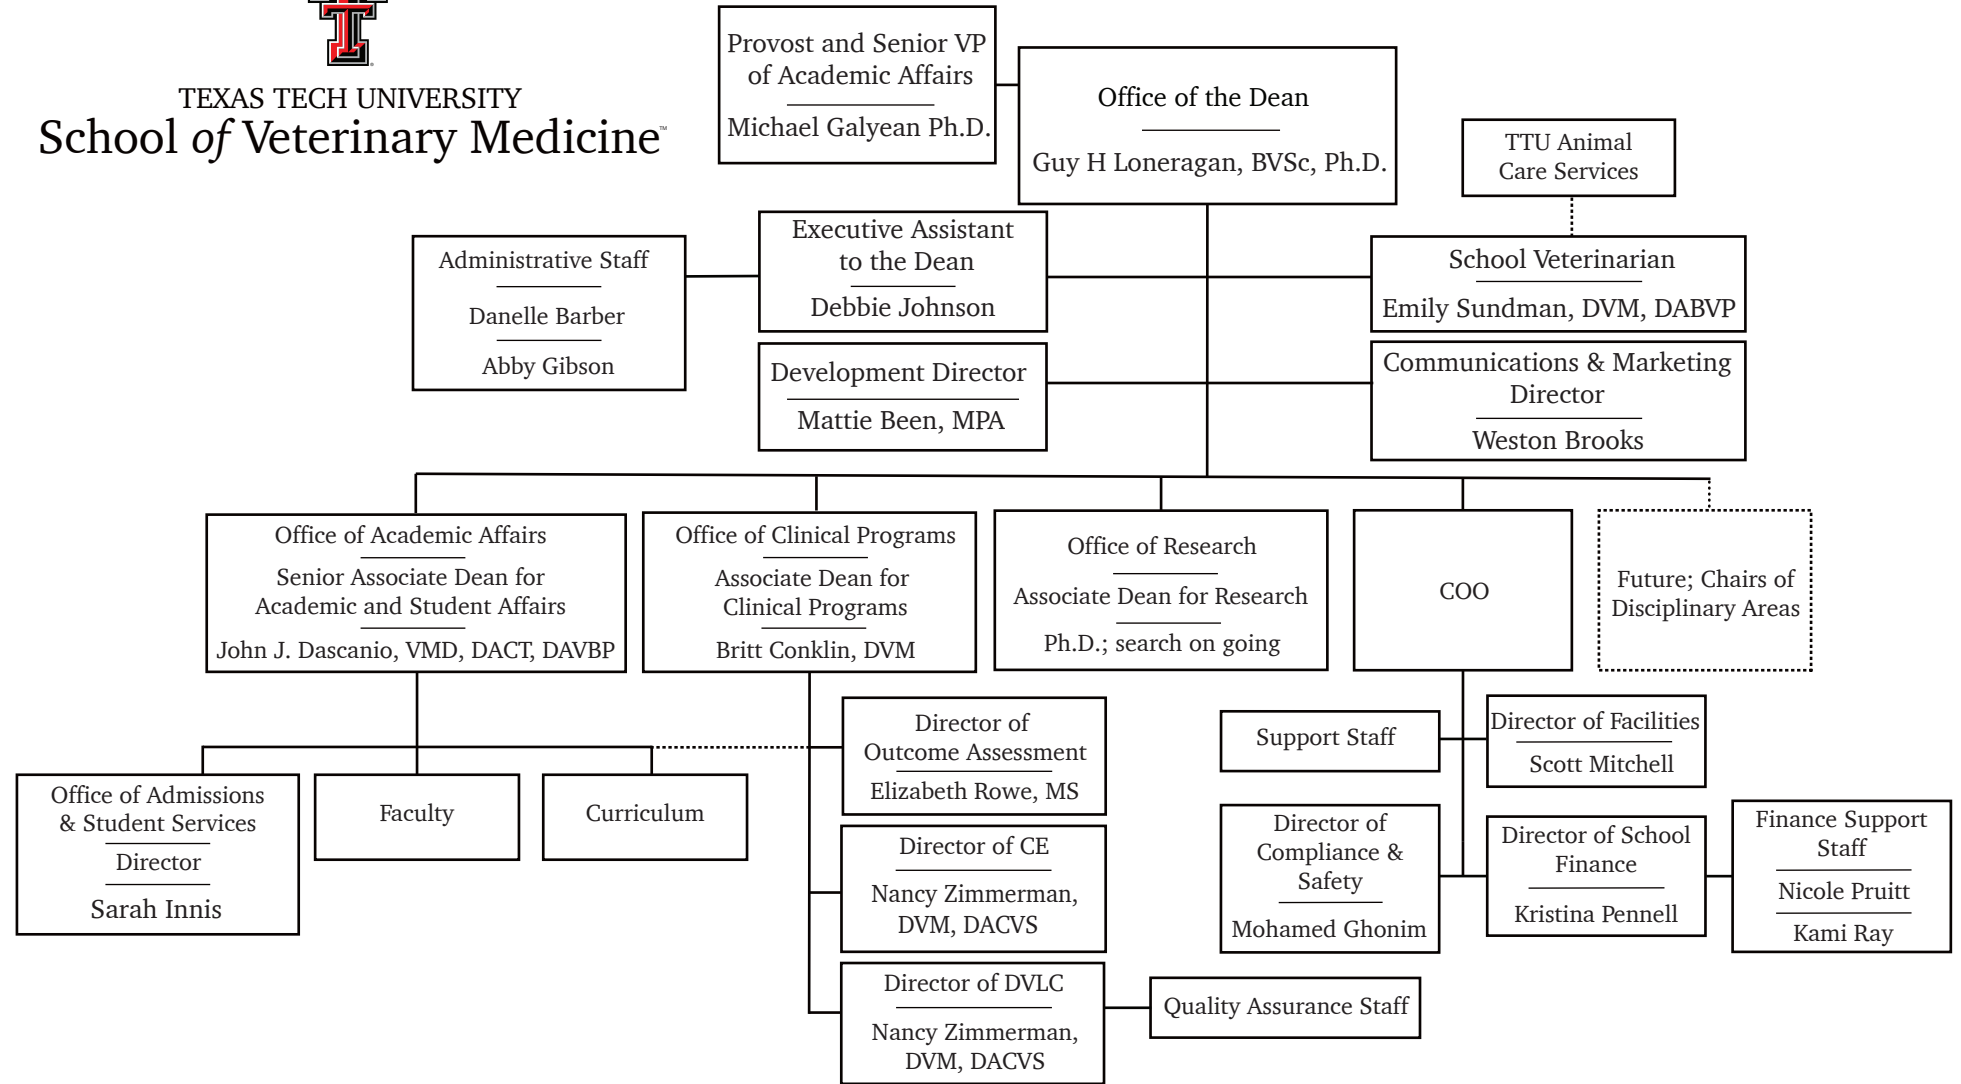 TEXAS TECH UNIVERSITY
School of Veterinary Medicine™
Provost and Senior VP
of Academic Affairs
Michael Galyean Ph.D.
Office of the Dean
Guy H Loneragan, BVSc, Ph.D.
TTU Animal
Care Services
Administrative Staff
Danelle Barber
Abby Gibson
Executive Assistant
to the Dean
Debbie Johnson
School Veterinarian
Emily Sundman, DVM, DABVP
Development Director
Mattie Been, MPA
Communications & Marketing
Director
Weston Brooks
Office of Academic Affairs
Senior Associate Dean for
Academic and Student Affairs
John J. Dascanio, VMD, DACT, DAVBP
Office of Clinical Programs
Associate Dean for
Clinical Programs
Britt Conklin, DVM
Office of Research
Associate Dean for Research
Ph.D.; search on going
COO
Future; Chairs of
Disciplinary Areas
Office of Admissions
& Student Services
Director
Sarah Innis
Faculty
Curriculum
Director of
Outcome Assessment
Elizabeth Rowe, MS
Director of CE
Nancy Zimmerman,
DVM, DACVS
Director of DVLC
Nancy Zimmerman,
DVM, DACVS
Quality Assurance Staff
Support Staff
Director of Facilities
Scott Mitchell
Director of
Compliance &
Safety
Mohamed Ghonim
Director of School
Finance
Kristina Pennell
Finance Support
Staff
Nicole Pruitt
Kami Ray